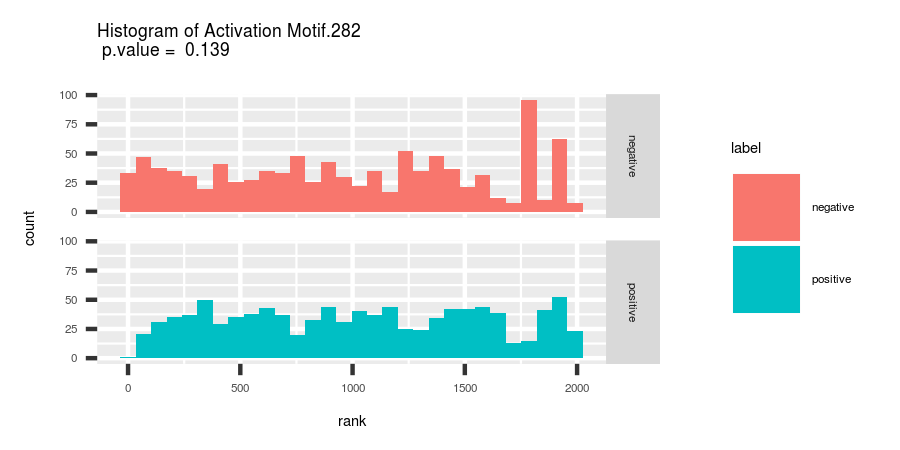 Histogram of Activation Motif.282
p.value = 0.139
count
100
75
50
25
0
negative
100
75
50
25
0
positive
0 500 1000 1500 2000
rank
label
negative
positive